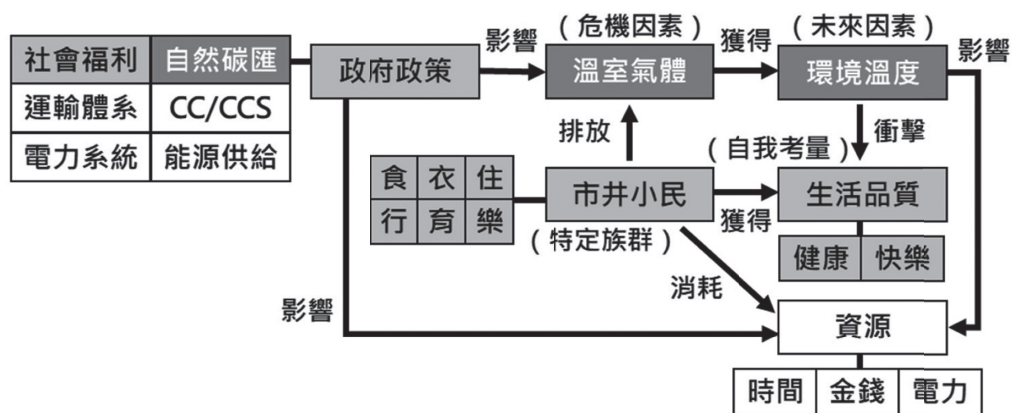 社會福利 自然碳匯
運輸體系 CC/CCS
電力系統 能源供給
政府政策
影響
(危機因素)
溫室氣體
獲得
(未來因素)
環境溫度
影響
排放
(自我考量)
衝擊
食 衣 住
行 育 樂
市井小民
(特定族群)
獲得
生活品質
健康 快樂
消耗
影響
資源
時間 金錢 電力